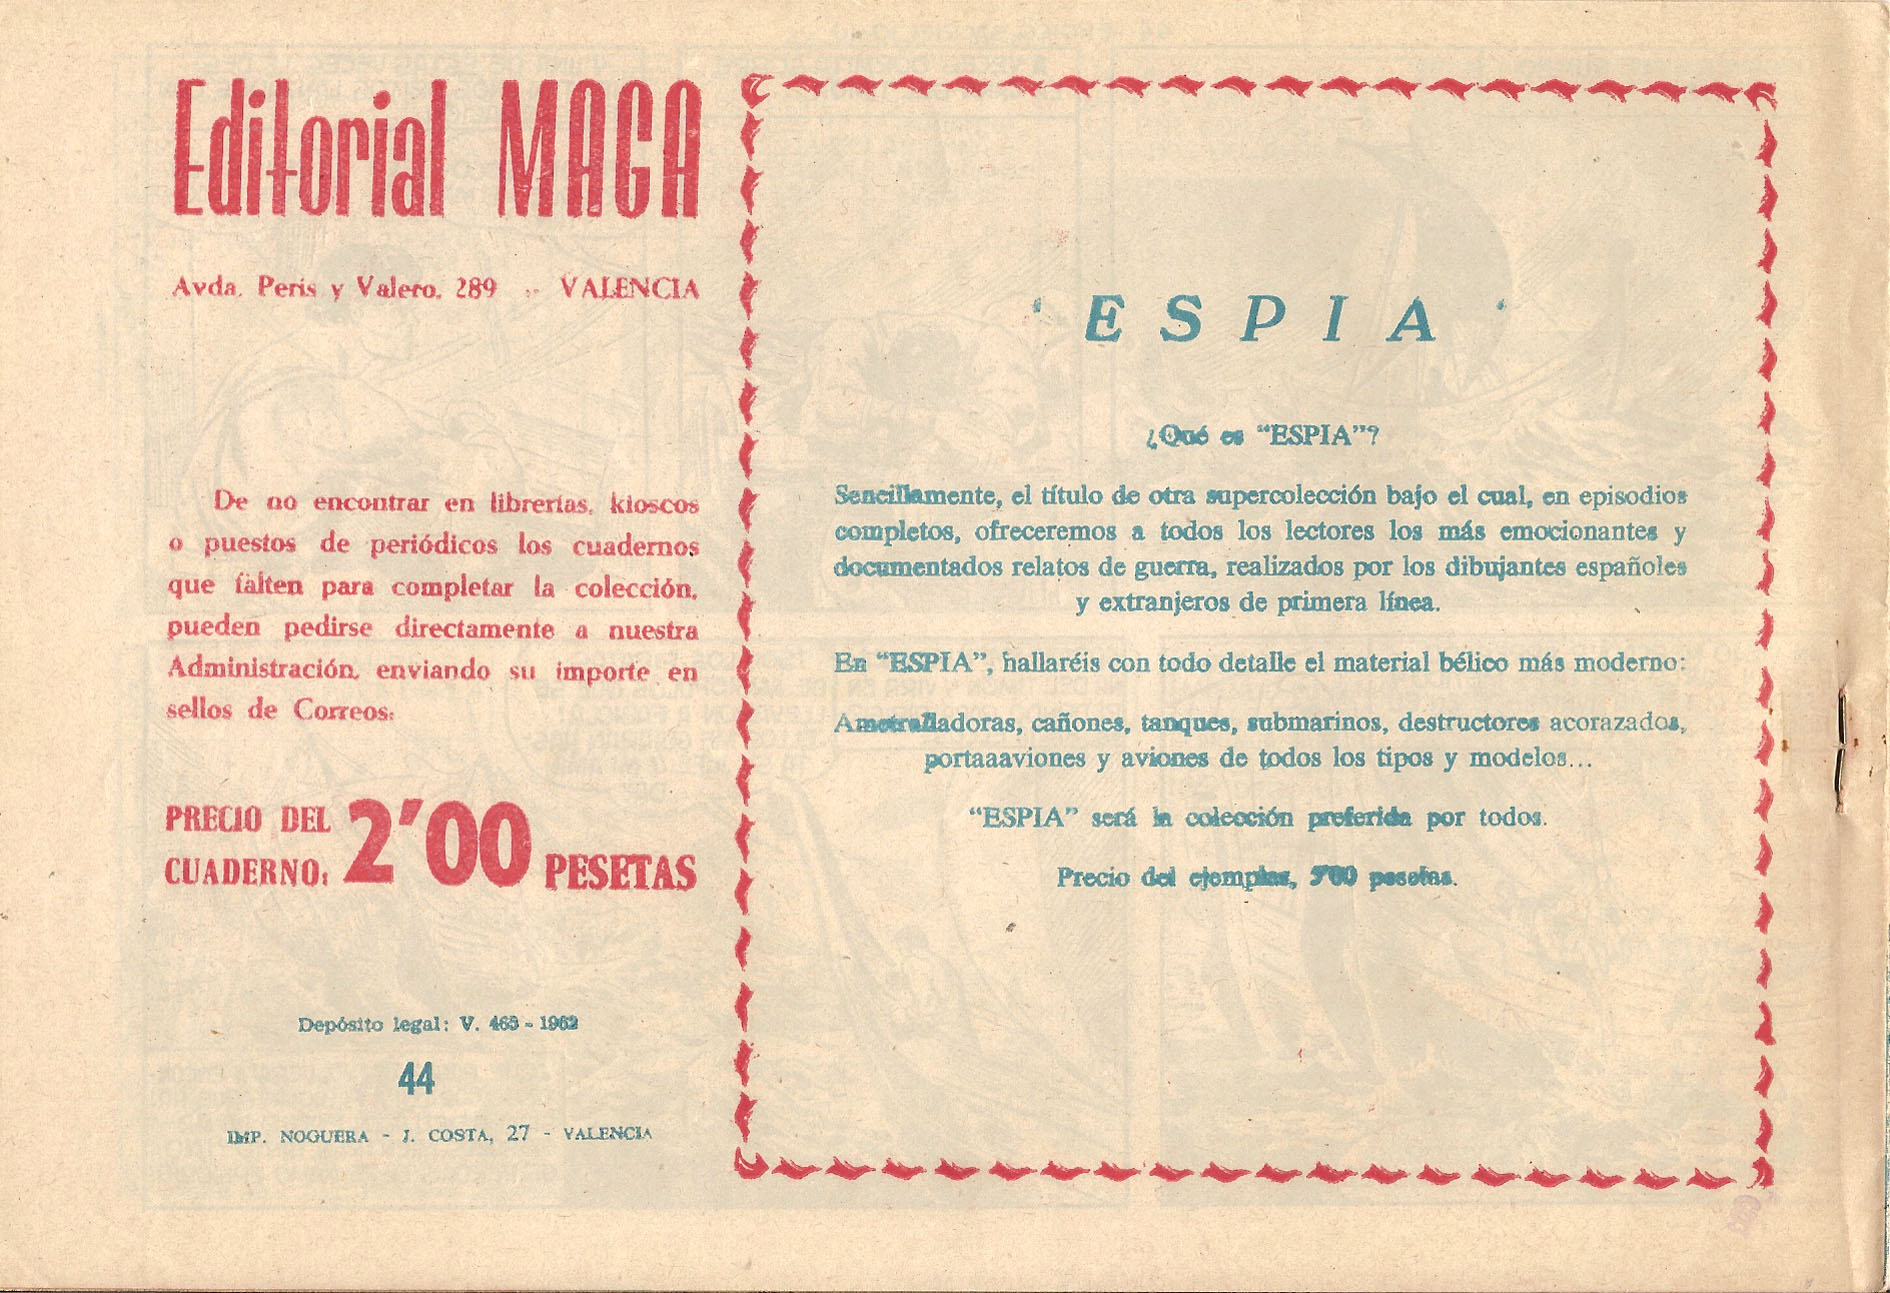 Editorial MAGA
Avda. Peris y Valero, 289 -- VALENCIA
De no encontrar en librerías, kioscos
o puestos de periódicos los cuadernos
que falten para completar la colección,
pueden pedirse directamente a nuestra
Administración, enviando su importe en
sellos de Correos:
PRECIO DEL
CUADERNO: 2'00 PESETAS
Depósito legal: V. 463 - 1962
44
IMP. NOGUERA - J. COSTA, 27 - VALENCIA
'ESPIA'
¿Qué es "ESPIA"?
Sencillamente, el título de otra supercolección bajo el cual, en episodios
completos, ofreceremos a todos los lectores los más emocionantes y
documentados relatos de guerra, realizados por los dibujantes españoles
y extranjeros de primera línea.
En "ESPIA", hallaréis con todo detalle el material bélico más moderno:
Ametralladoras, cañones, tanques, submarinos, destructores acorazados,
portaaaviones y aviones de todos los tipos y modelos...
"ESPIA" será la colección preferida por todos.
Precio del ejemplar, 5'00 pesetas.